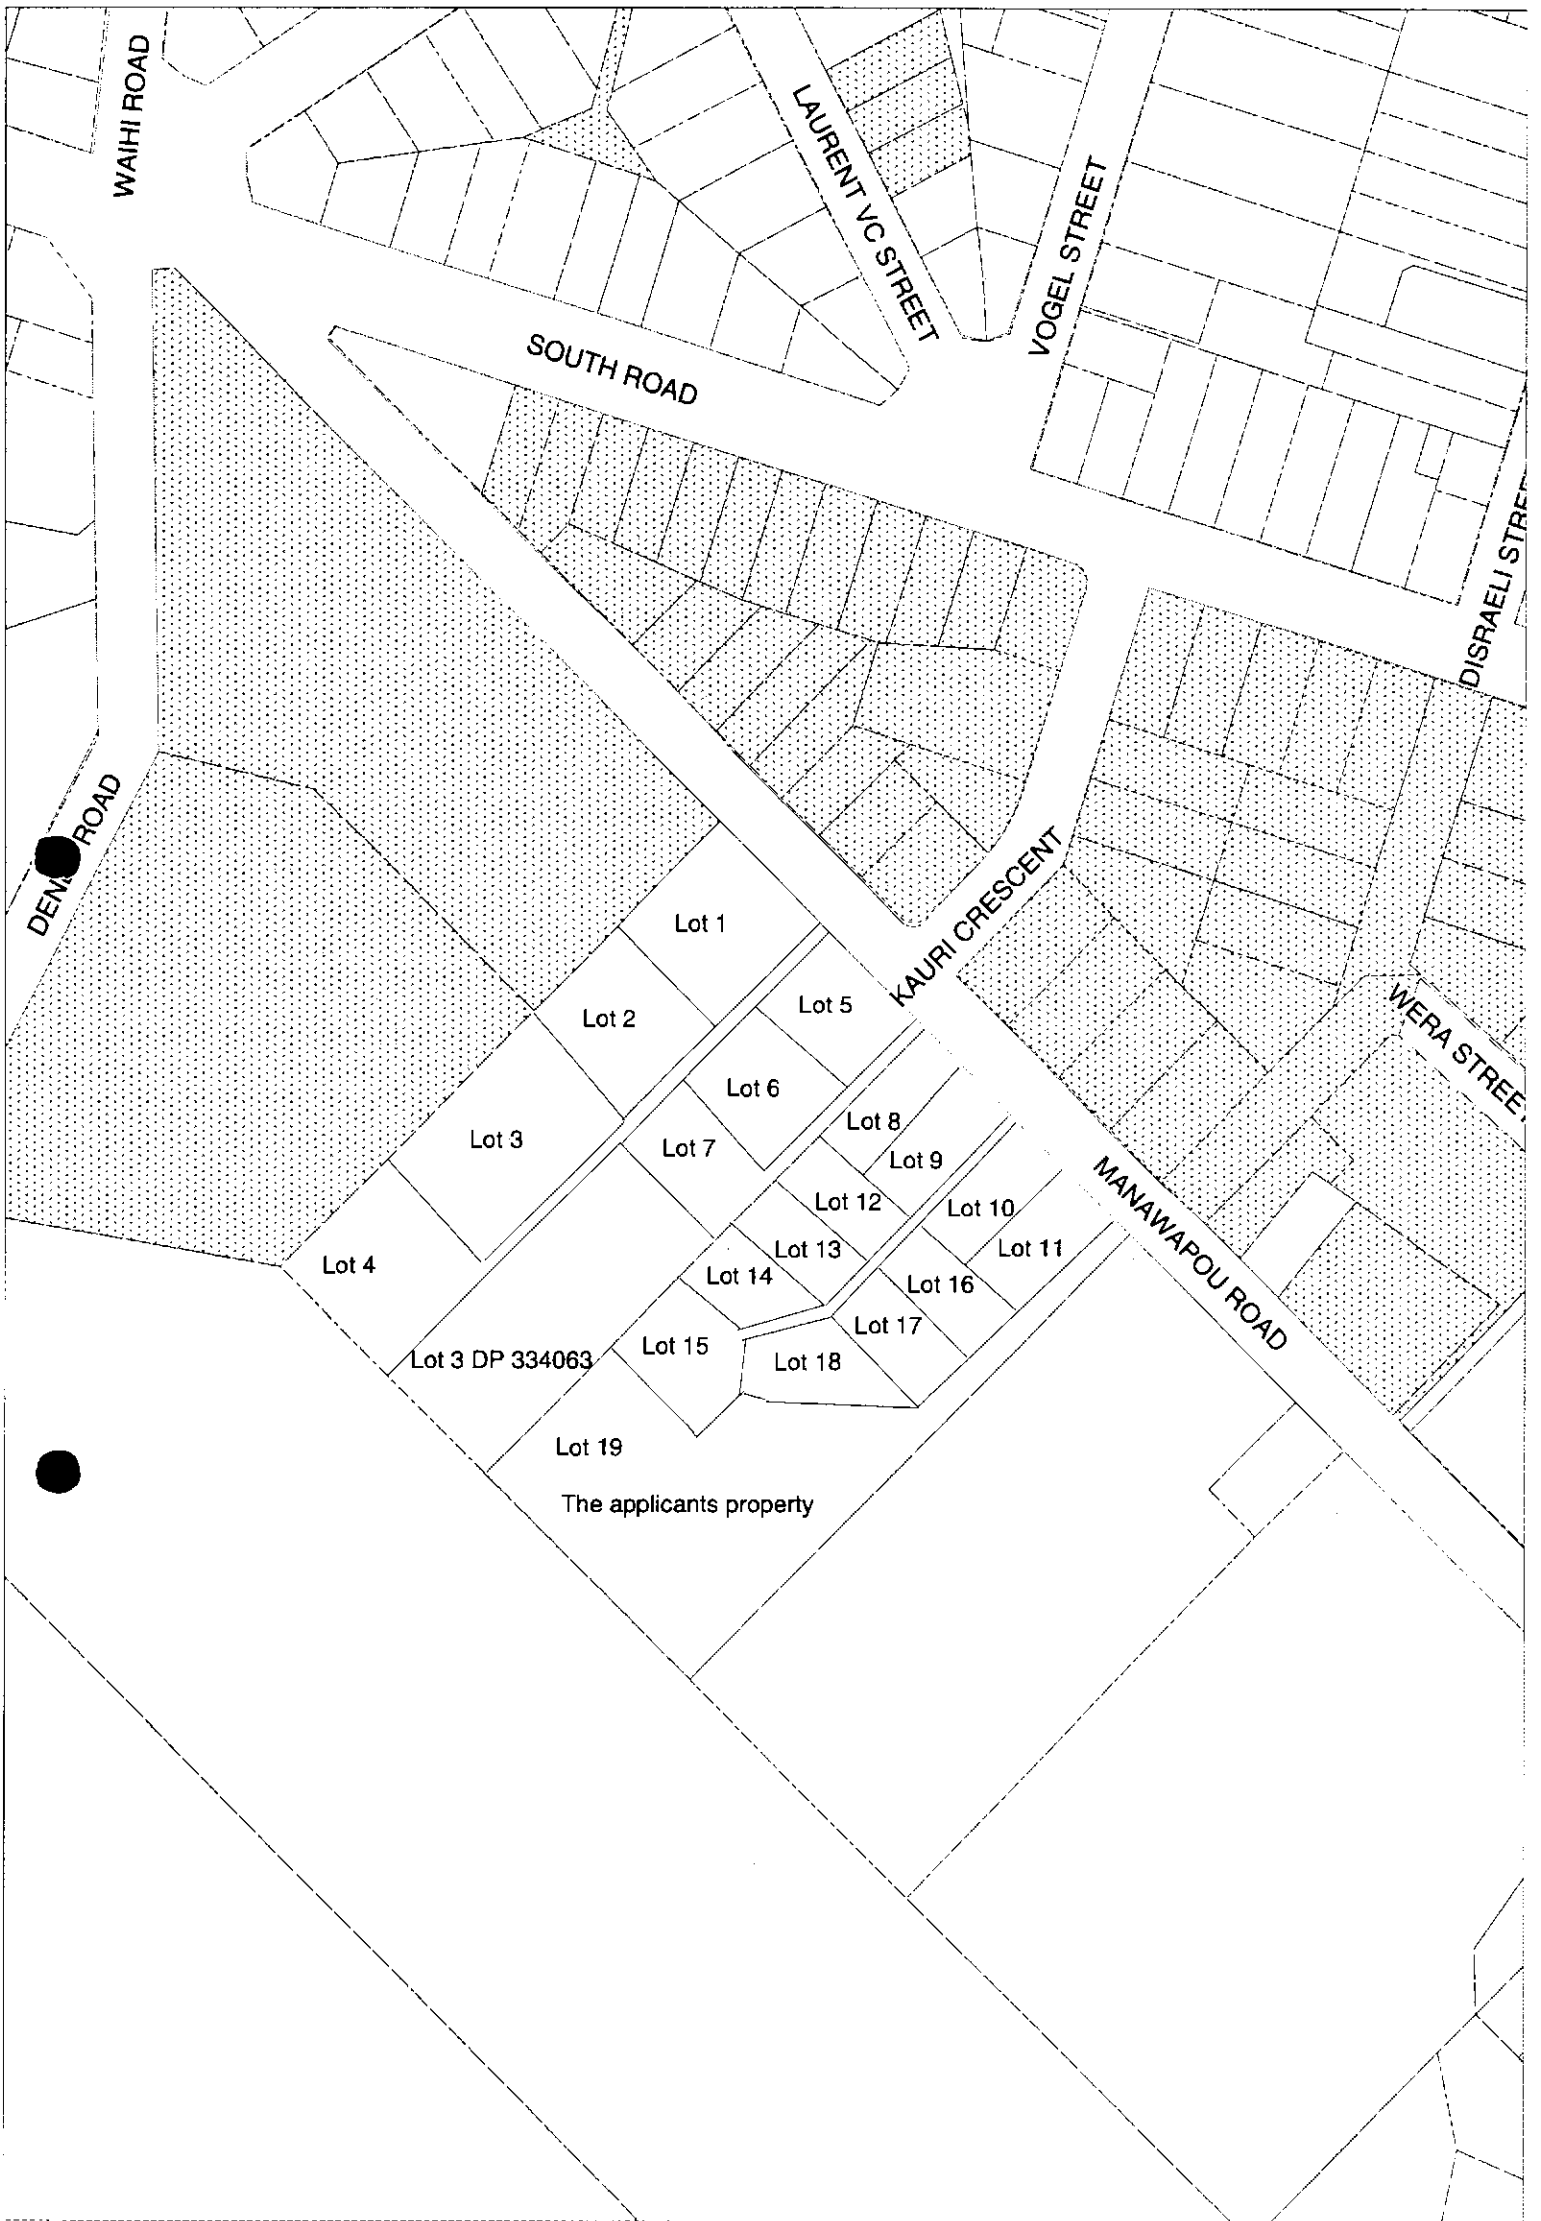 WAIHI ROAD
LAURENT VC STREET
VOGEL STREET
SOUTH ROAD
DISRAELI
ROAD
KAURI CRESCENT
Lot 1
Lot 5
Lot 2
WERA
Lot 6
Lot 8
Lot 3
Lot 7
Lot 9
MANAWAPOU ROAD
Lot 12
Lot 10
Lot 13
Lot 11
Lot 4
Lot 14
Lot 16
Lot 17
Lot 15
Lot 3 DP 334063
Lot 18
Lot 19
The applicants property